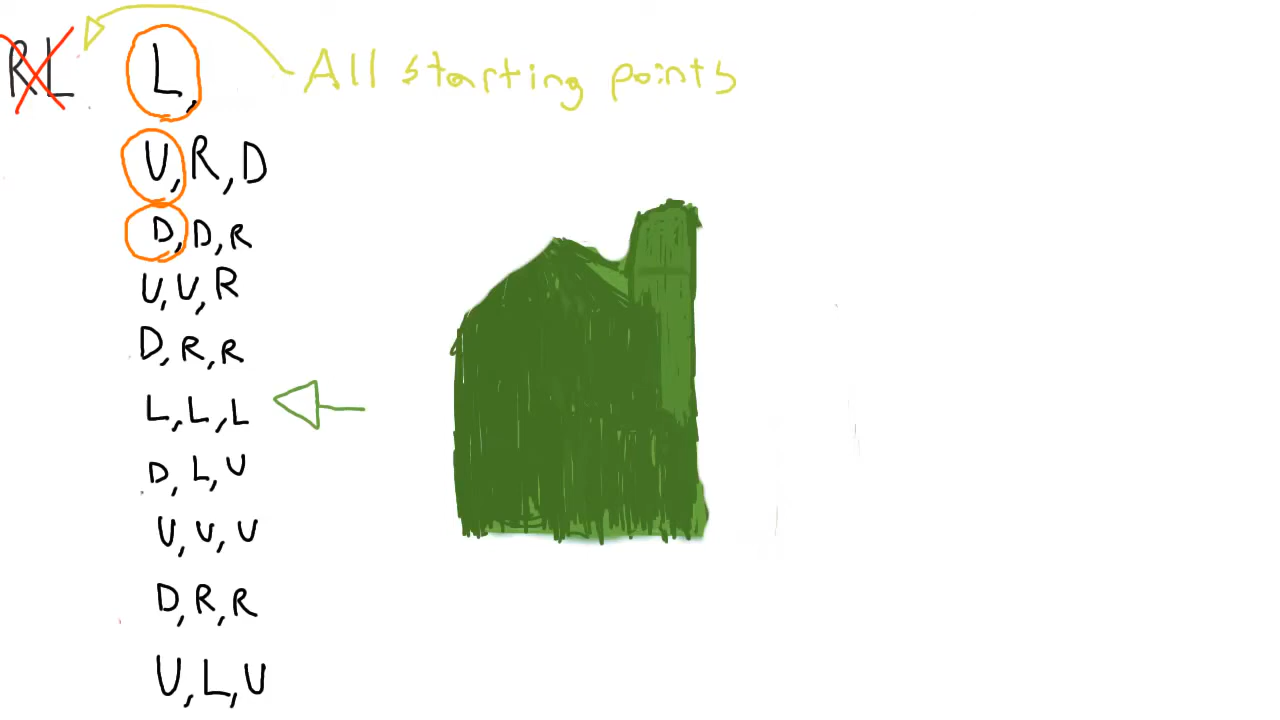 RL L, All starting points
U, R, D
D, D, R
U, U, R
D, R, R
L, L, L
D, L, U
U, U, U
D, R, R
U, L, U